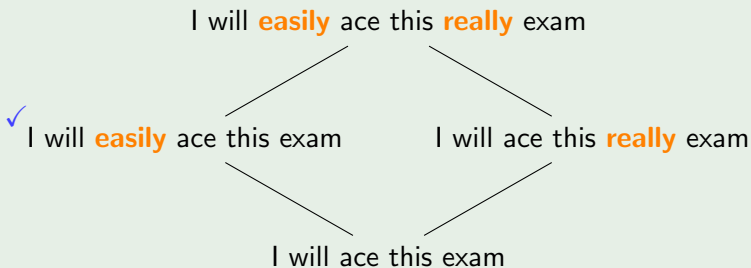 I will easily ace this really exam
✓I will easily ace this exam
I will ace this really exam
I will ace this exam